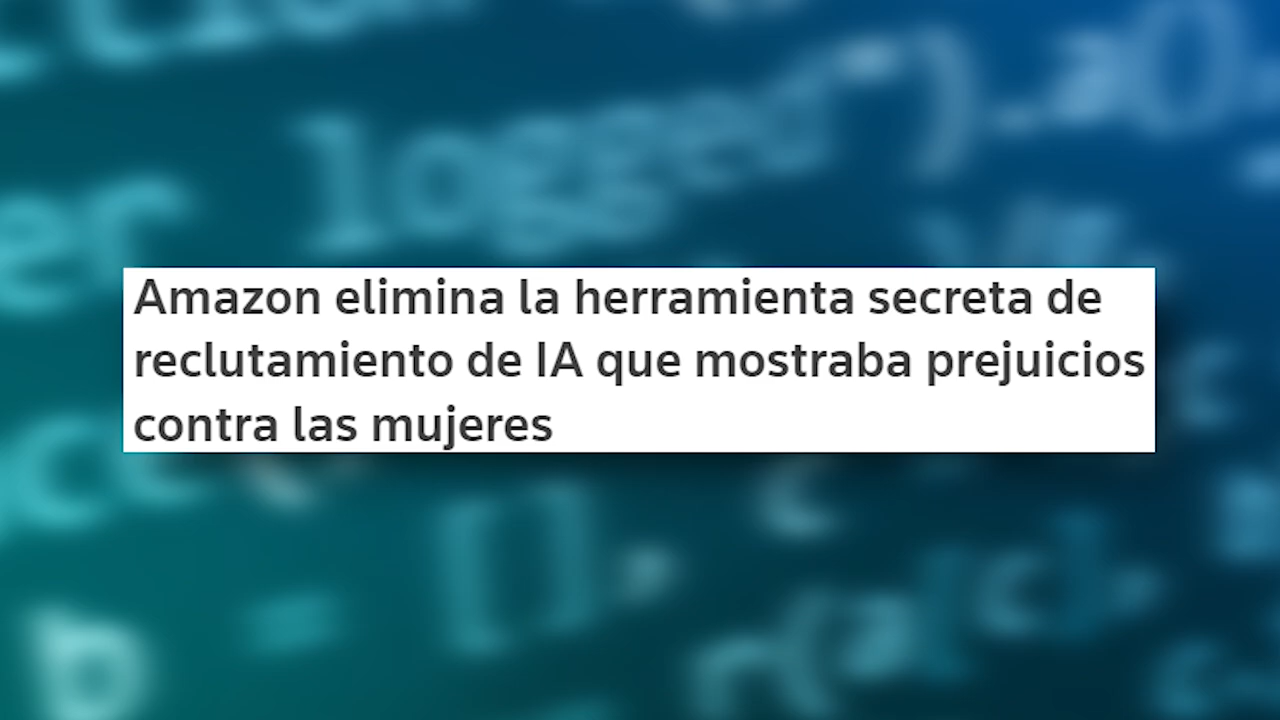 Amazon elimina la herramienta secreta de
reclutamiento de IA que mostraba prejuicios
contra las mujeres